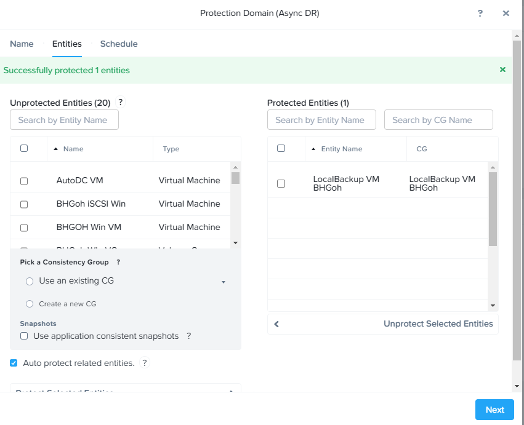 Protection Domain (Async DR)
?
×
Name
Entities
Schedule
Successfully protected 1 entities
×
Unprotected Entities (20) ?
Search by Entity Name
Name
Type
AutoDC VM
Virtual Machine
BHGoh iSCSI Win
Virtual Machine
BHGOH Win VM
Virtual Machine
Pick a Consistency Group ?
Use an existing CG
Create a new CG
Snapshots
Use application consistent snapshots ?
Auto protect related entities. ?
Protect Selected Entities
Protected Entities (1)
Search by Entity Name
Search by CG Name
Entity Name
CG
LocalBackup VM
BHGoh
LocalBackup VM
BHGoh
Unprotect Selected Entities
Next